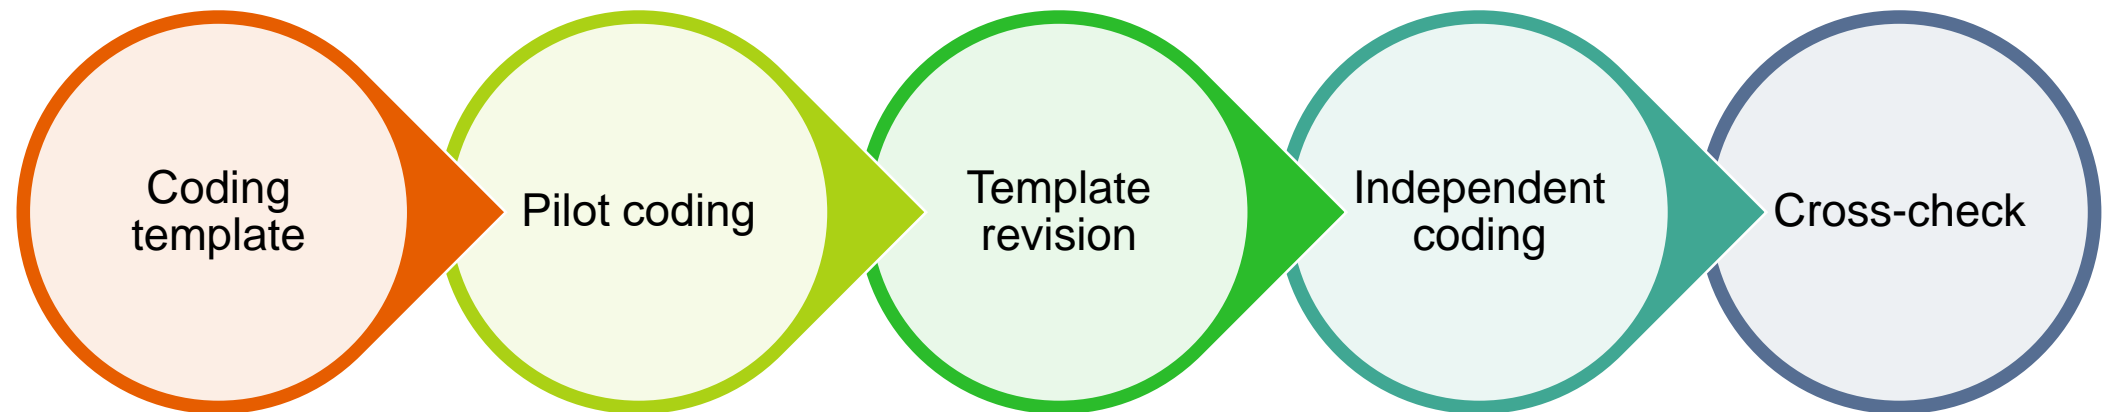 Coding
template
Pilot coding
Template
revision
Independent
coding
Cross-check